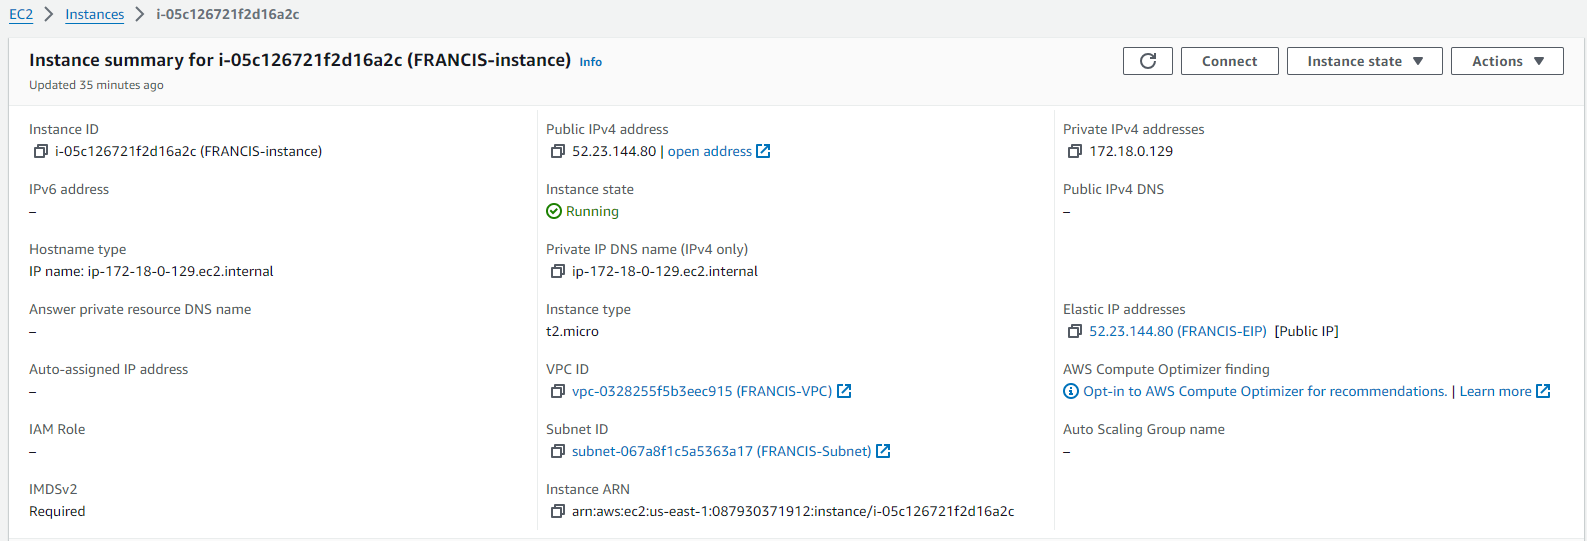 EC2 > Instances > i-05c126721f2d16a2c
Instance summary for i-05c126721f2d16a2c (FRANCIS-instance) Info
Updated 35 minutes ago
Connect
Instance state
Actions
Instance ID
i-05c126721f2d16a2c (FRANCIS-instance)
Public IPv4 address
52.23.144.80 | open address
Private IPv4 addresses
172.18.0.129
IPv6 address
–
Instance state
Running
Public IPv4 DNS
–
Hostname type
IP name: ip-172-18-0-129.ec2.internal
Private IP DNS name (IPv4 only)
ip-172-18-0-129.ec2.internal
Answer private resource DNS name
–
Instance type
t2.micro
Elastic IP addresses
52.23.144.80 (FRANCIS-EIP) [Public IP]
Auto-assigned IP address
–
VPC ID
vpc-0328255f5b3eec915 (FRANCIS-VPC)
AWS Compute Optimizer finding
Opt-in to AWS Compute Optimizer for recommendations. | Learn more
IAM Role
–
Subnet ID
subnet-067a8f1c5a5363a17 (FRANCIS-Subnet)
Auto Scaling Group name
–
IMDSv2
Required
Instance ARN
arn:aws:ec2:us-east-1:087930371912:instance/i-05c126721f2d16a2c